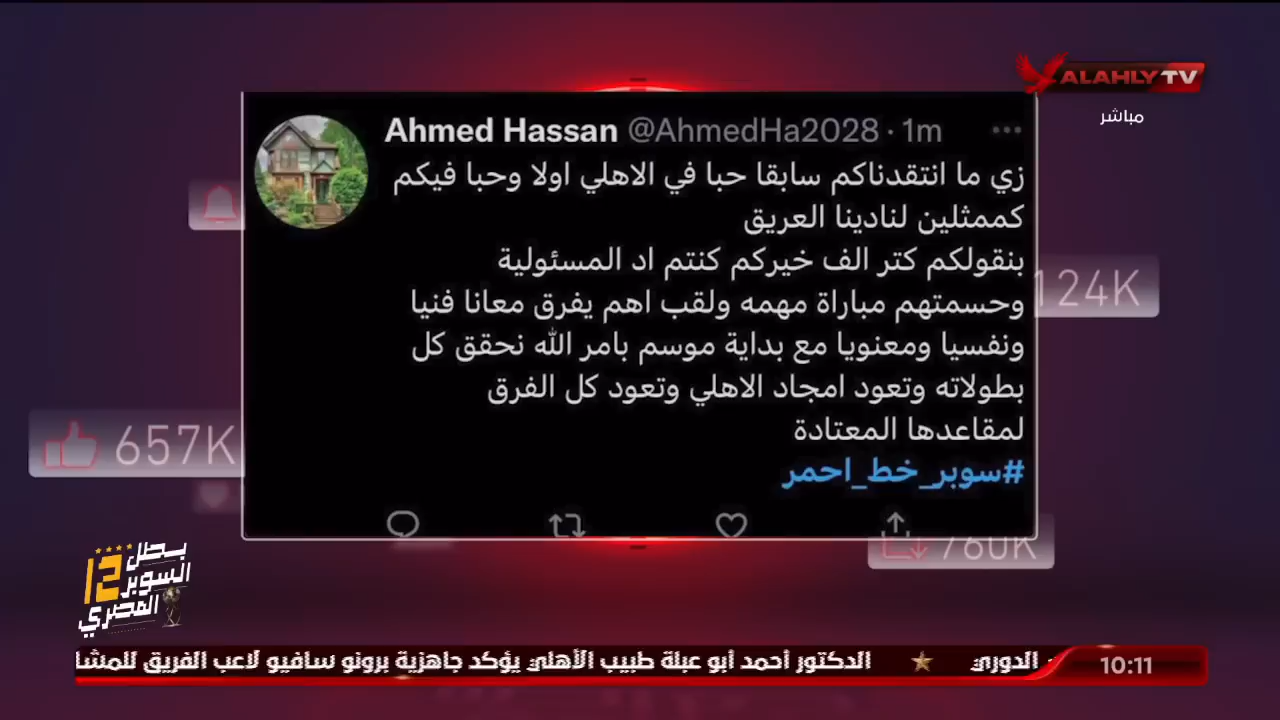 ALAHLY TV
مباشر
Ahmed Hassan @AhmedHa2028 · 1m
زي ما انتقدناكم سابقا حبا في الاهلي اولا وحبا فيكم
كممثلين لنادينا العريق
بنقولكم كتر الف خيركم كنتم اد المسئولية
وحسمتهم مباراة مهمه ولقب اهم يفرق معانا فنيا
ونفسيا ومعنويا مع بداية موسم بامر الله نحقق كل
بطولاته وتعود امجاد الاهلي وتعود كل الفرق
لمقاعدها المعتادة
#سوبر_خط_احمر
124K
657K
760K
بطل
12 السوبر
المصري
الدوري ★ الدكتور أحمد أبو عبلة طبيب الأهلي يؤكد جاهزية برونو سافيو لاعب الفريق
10:11